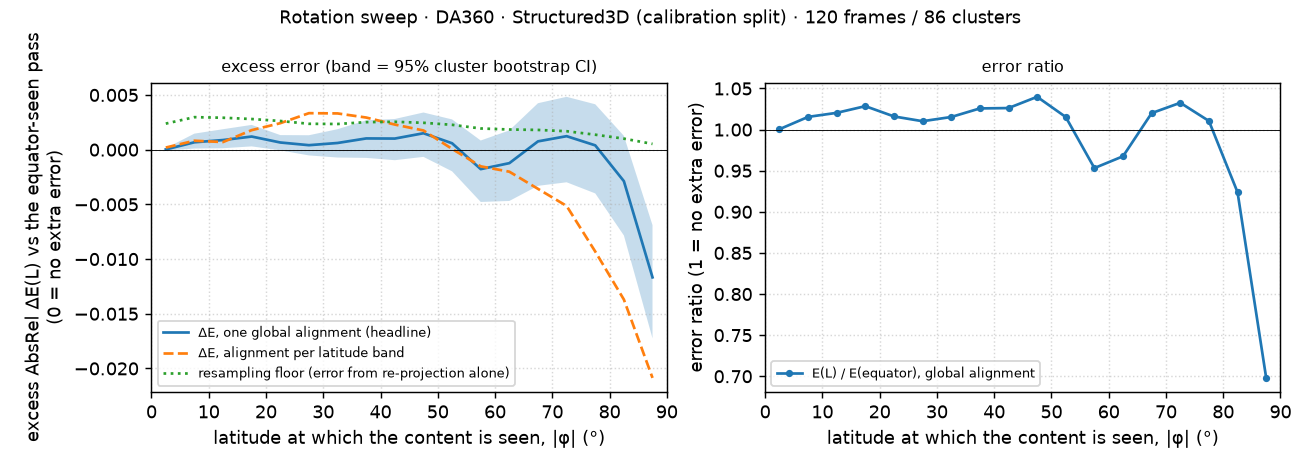 Rotation sweep · DA360 · Structured3D (calibration split) · 120 frames / 86 clusters
excess error (band = 95% cluster bootstrap CI)
excess AbsRel ΔE(L) vs the equator-seen pass
(0 = no extra error)
0.005
0.000
−0.005
−0.010
−0.015
−0.020
ΔE, one global alignment (headline)
ΔE, alignment per latitude band
resampling floor (error from re-projection alone)
0 10 20 30 40 50 60 70 80 90
latitude at which the content is seen, |φ| (°)
error ratio
error ratio (1 = no extra error)
1.05
1.00
0.95
0.90
0.85
0.80
0.75
0.70
E(L) / E(equator), global alignment
0 10 20 30 40 50 60 70 80 90
latitude at which the content is seen, |φ| (°)